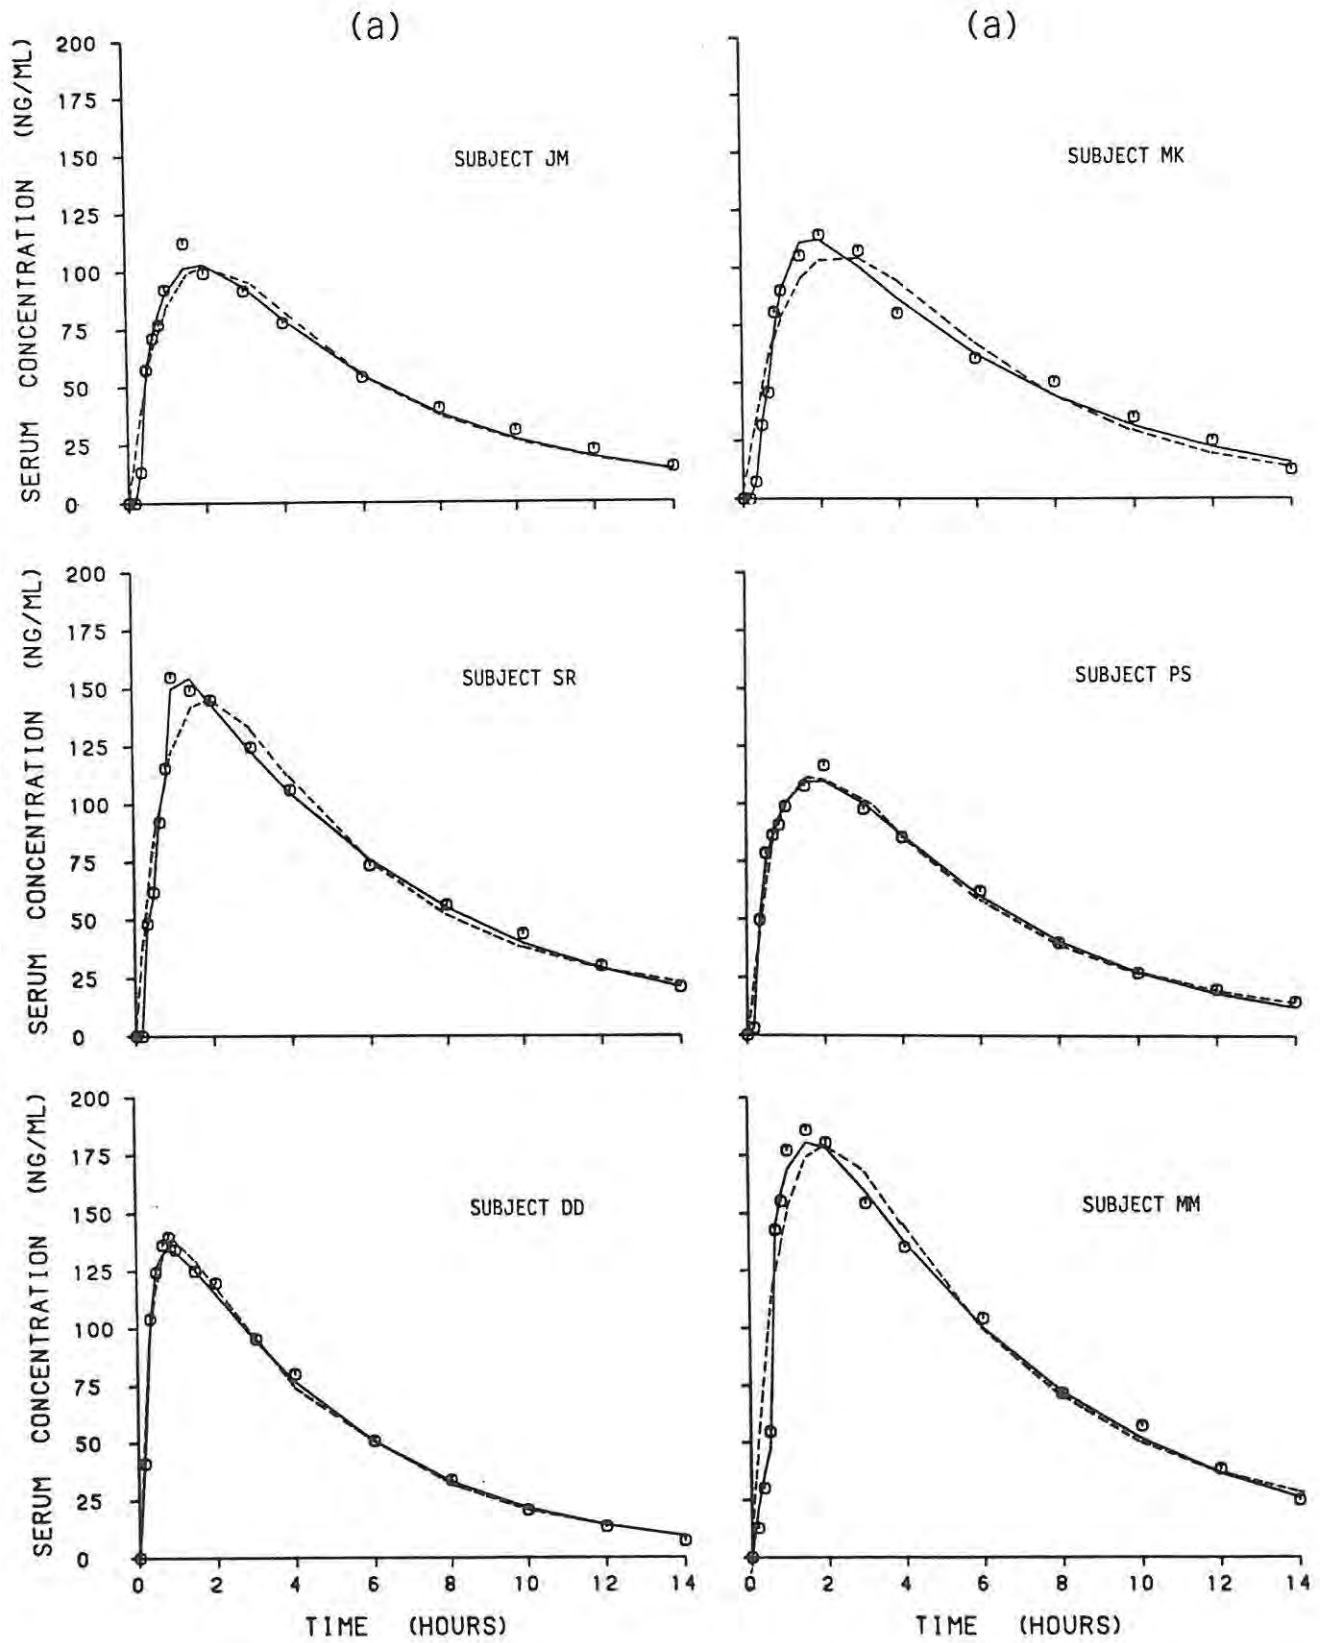 (a)
(a)
SERUM CONCENTRATION (NG/ML)
200
175
150
125
100
75
50
25
0
SUBJECT JM
SUBJECT MK
SERUM CONCENTRATION (NG/ML)
200
175
150
125
100
75
50
25
0
SUBJECT SR
SUBJECT PS
SERUM CONCENTRATION (NG/ML)
200
175
150
125
100
75
50
25
0
SUBJECT DD
SUBJECT MM
0 2 4 6 8 10 12 14
0 2 4 6 8 10 12 14
TIME (HOURS)
TIME (HOURS)